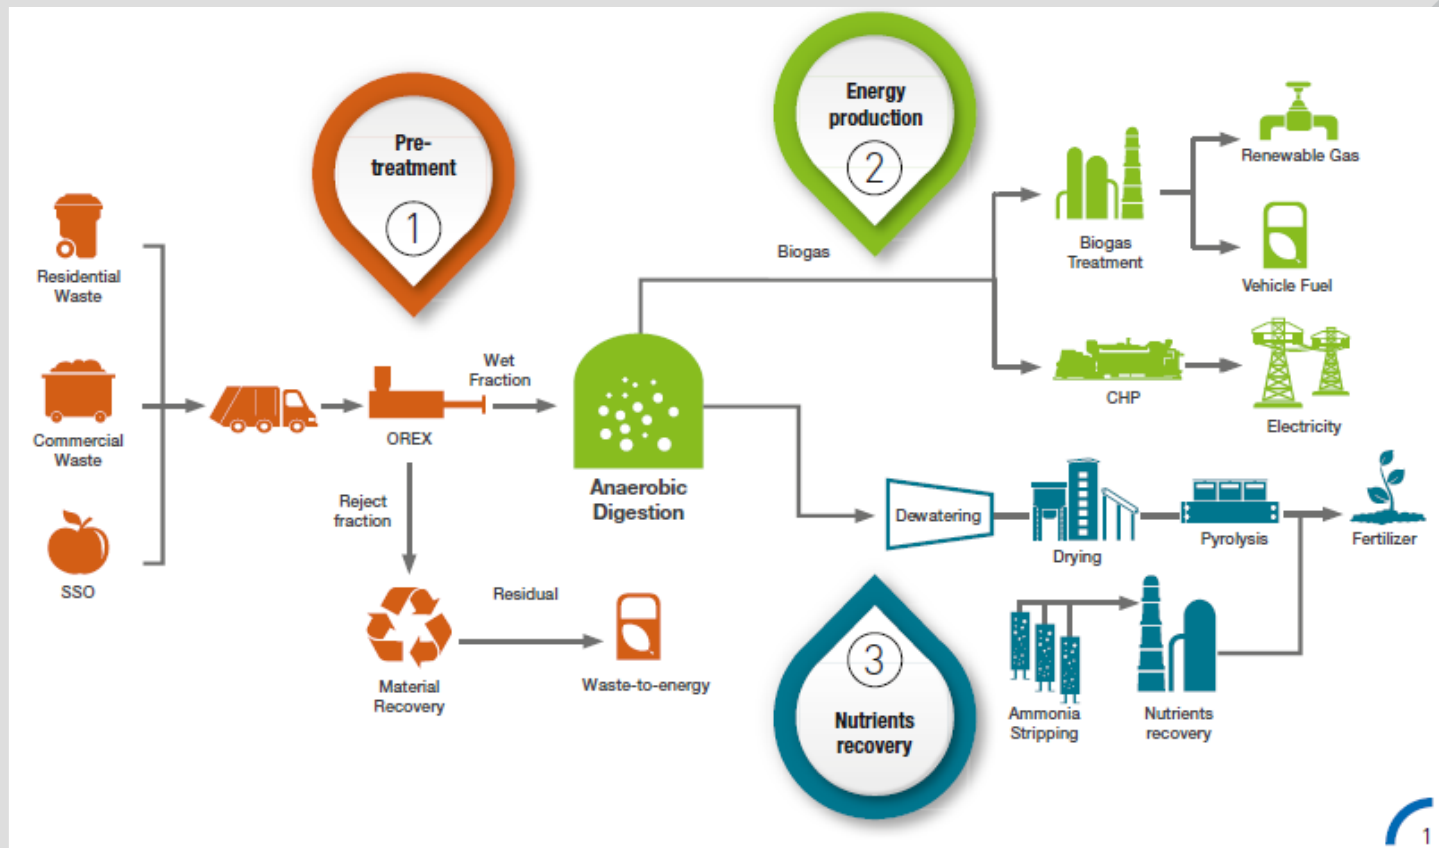 Pre-
treatment
1
Energy
production
2
Renewable Gas
Residential
Waste
Biogas
Biogas
Treatment
Vehicle Fuel
Wet
Fraction
Commercial
Waste
OREX
CHP
Electricity
Reject
fraction
Anaerobic
Digestion
Dewatering
Drying
Pyrolysis
Fertilizer
SSO
Residual
Material
Recovery
Waste-to-energy
3
Nutrients
recovery
Ammonia
Stripping
Nutrients
recovery
1